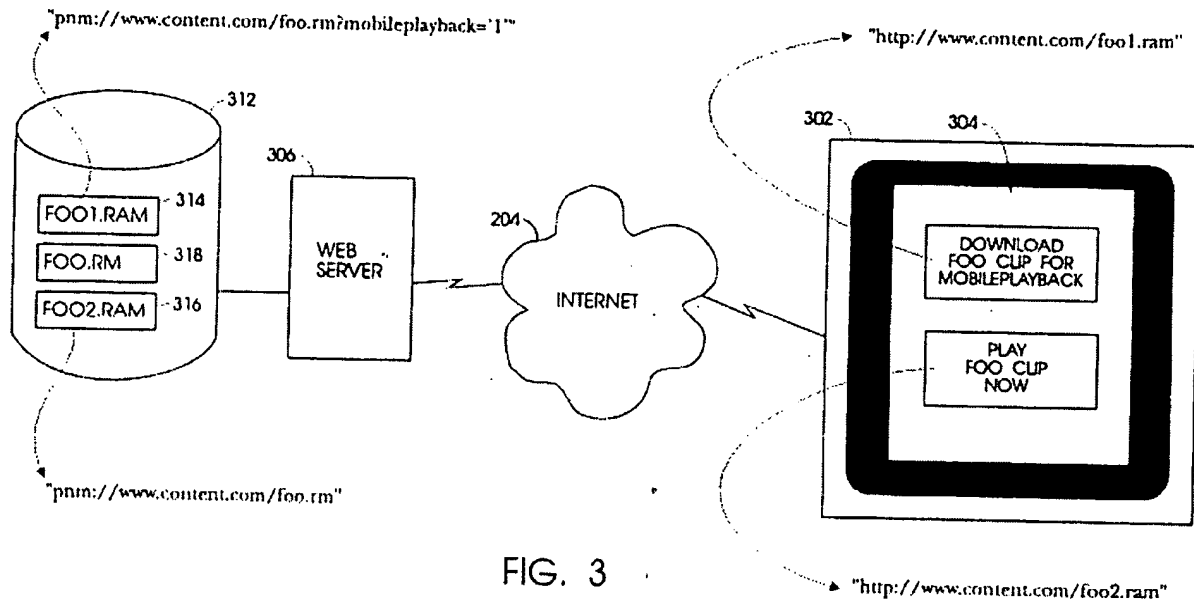 "pnm://www.content.com/foo.rm?mobileplayback='1'"
"http://www.content.com/foo1.ram"
312
302
304
306
204
FOO1.RAM
314
FOO.RM
318
FOO2.RAM
316
WEB
SERVER
INTERNET
DOWNLOAD
FOO CLIP FOR
MOBILEPLAYBACK
PLAY
FOO CLIP
NOW
"pnm://www.content.com/foo.rm"
FIG. 3
"http://www.content.com/foo2.ram"